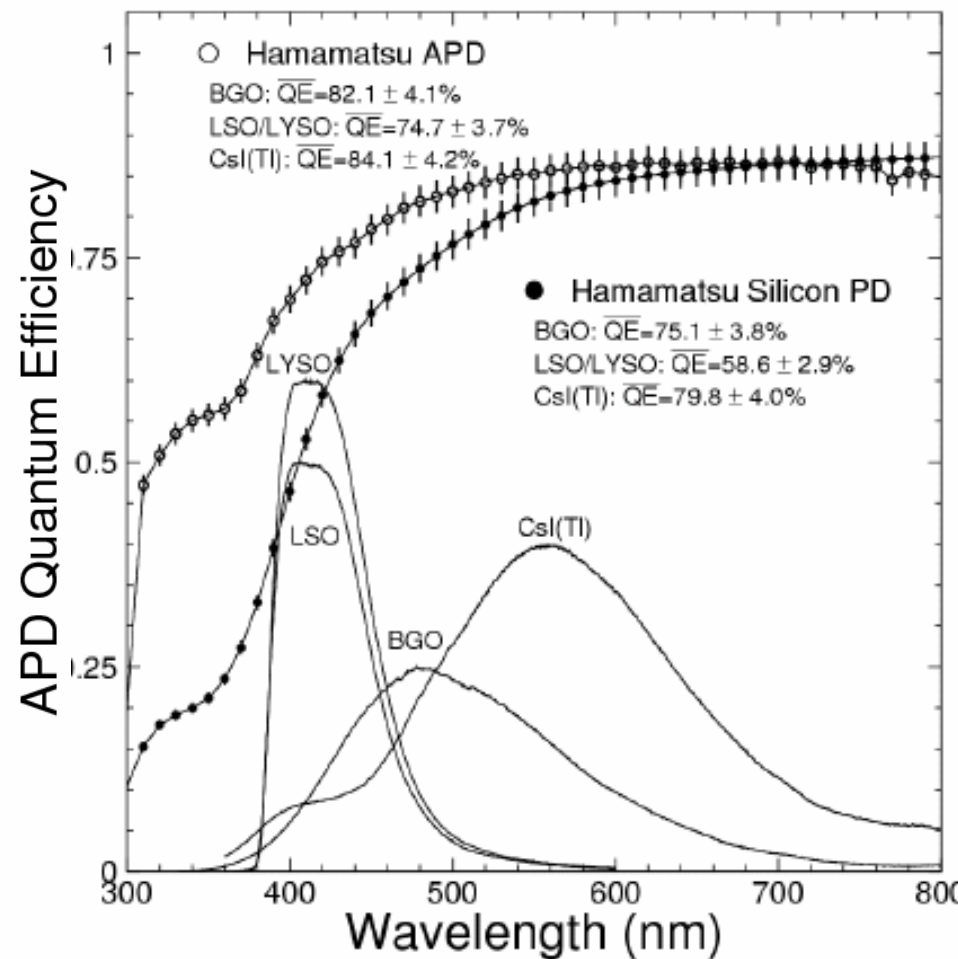 1
○ Hamamatsu APD
BGO: QE=82.1 ± 4.1%
LSO/LYSO: QE=74.7 ± 3.7%
CsI(Tl): QE=84.1 ± 4.2%
.75
● Hamamatsu Silicon PD
BGO: QE=75.1 ± 3.8%
LSO/LYSO: QE=58.6 ± 2.9%
CsI(Tl): QE=79.8 ± 4.0%
APD Quantum Efficiency
LYSO
0.5
LSO
CsI(Tl)
BGO
.25
0
300 400 500 600 700 800
Wavelength (nm)